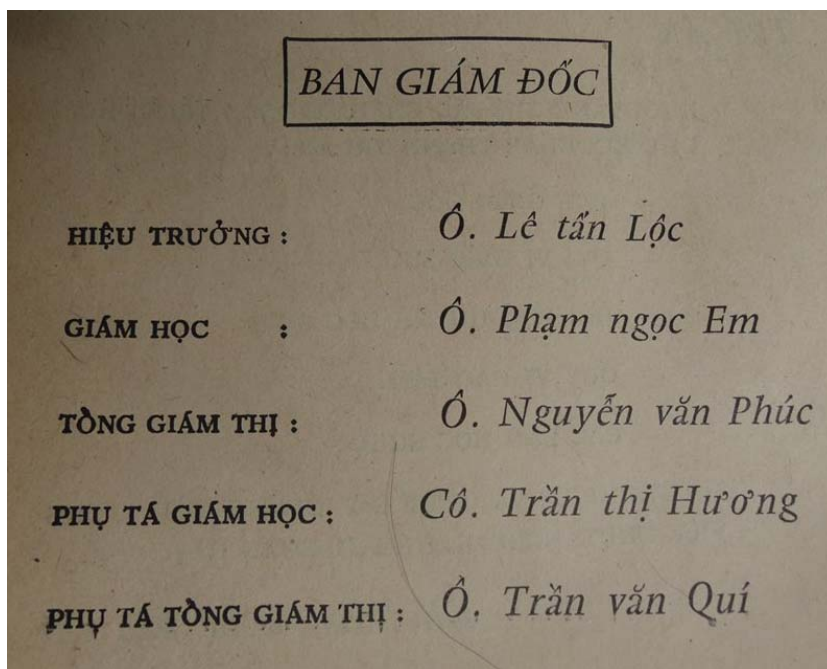 BAN GIÁM ĐỐC
HIỆU TRƯỞNG : Ô. Lê tấn Lộc
GIÁM HỌC : Ô. Phạm ngọc Em
TỔNG GIÁM THỊ : Ô. Nguyễn văn Phúc
PHỤ TÁ GIÁM HỌC : Cô. Trần thị Hương
PHỤ TÁ TỔNG GIÁM THỊ : Ô. Trần văn Quí